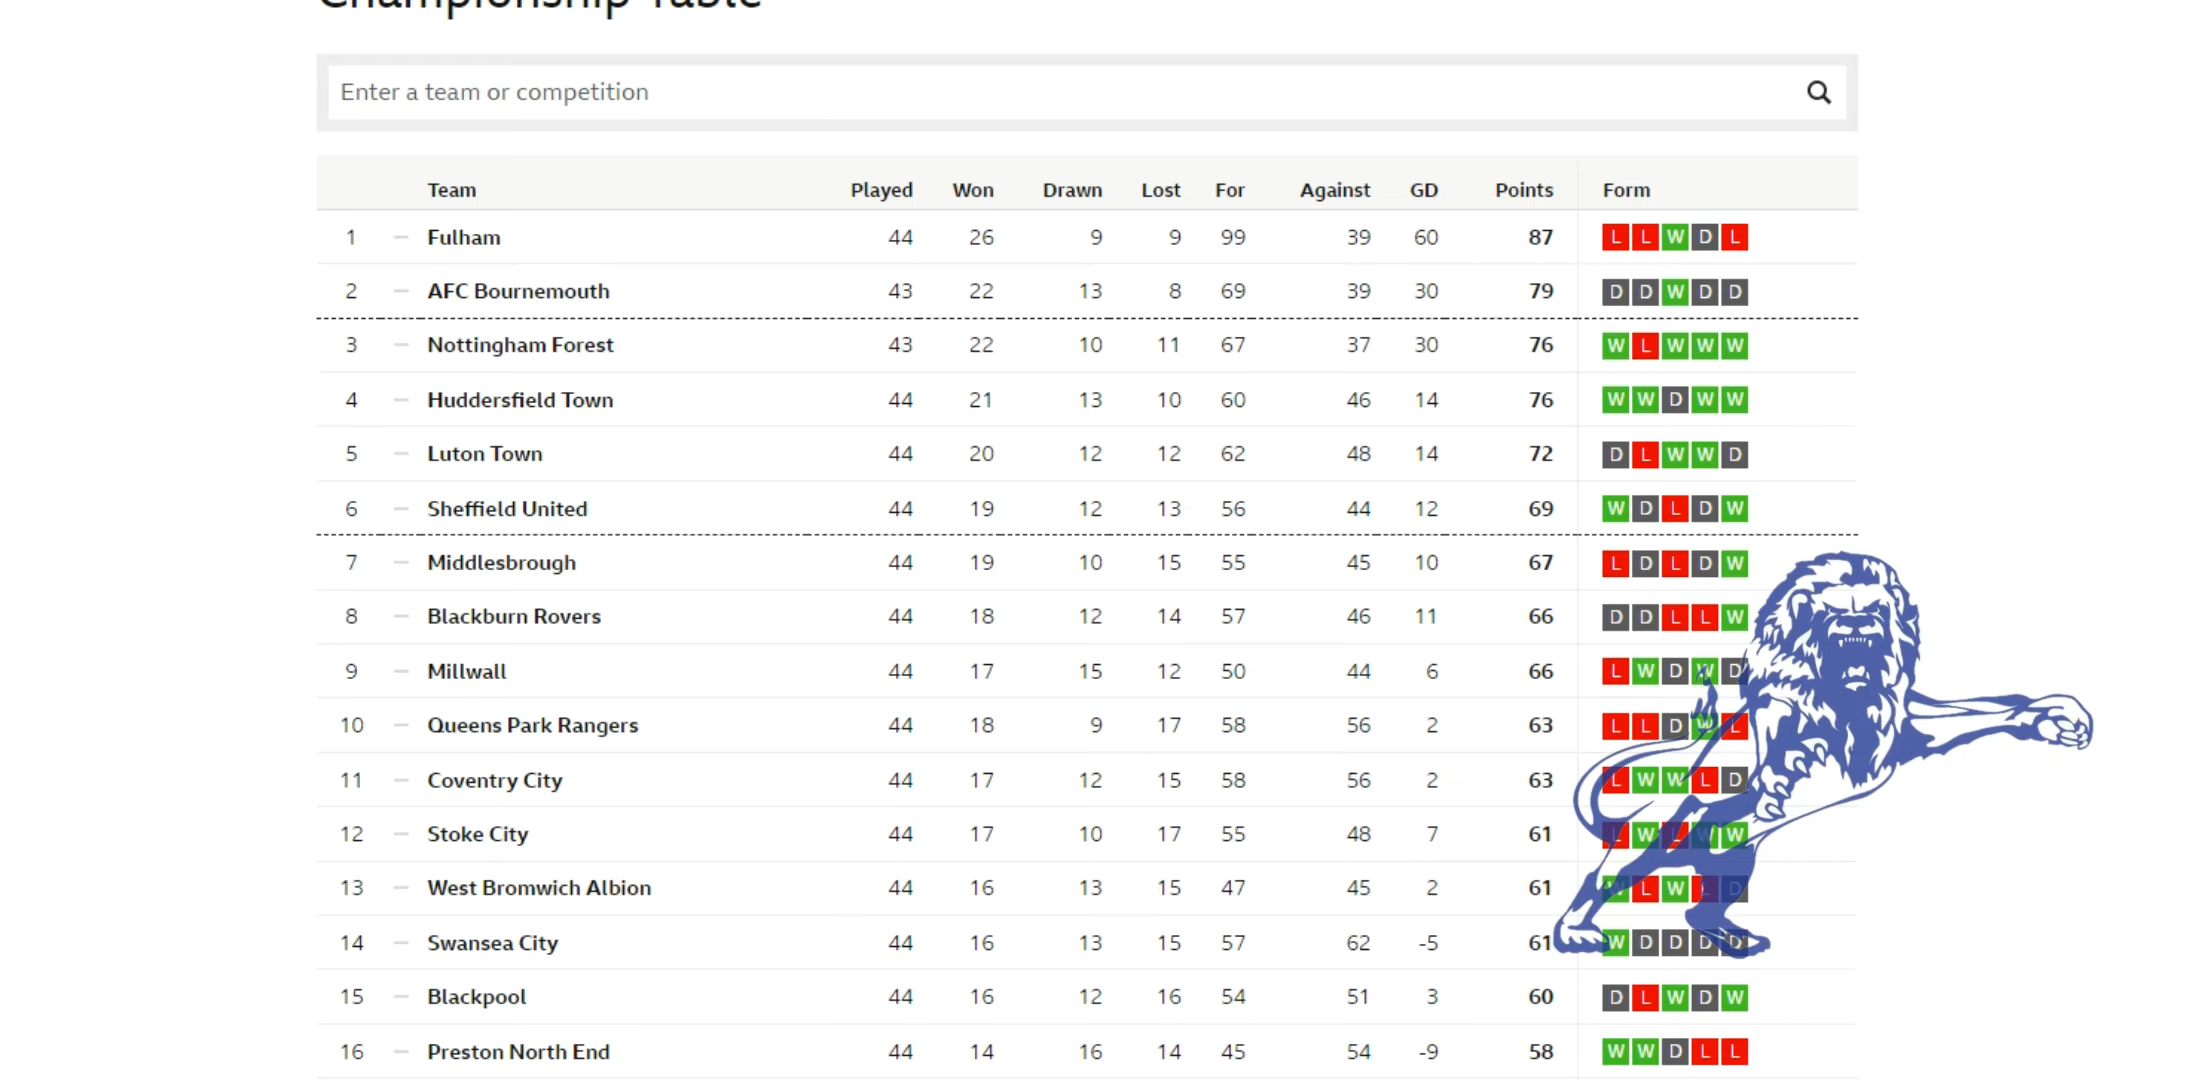 Championship Table
Enter a team or competition
Team Played Won Drawn Lost For Against GD Points Form
1 Fulham 44 26 9 9 99 39 60 87 L L W D L
2 AFC Bournemouth 43 22 13 8 69 39 30 79 D D W D D
3 Nottingham Forest 43 22 10 11 67 37 30 76 W L W W W
4 Huddersfield Town 44 21 13 10 60 46 14 76 W W D W W
5 Luton Town 44 20 12 12 62 48 14 72 D L W W D
6 Sheffield United 44 19 12 13 56 44 12 69 W D L D W
7 Middlesbrough 44 19 10 15 55 45 10 67 L D L D W
8 Blackburn Rovers 44 18 12 14 57 46 11 66 D D L L W
9 Millwall 44 17 15 12 50 44 6 66 L W D W D
10 Queens Park Rangers 44 18 9 17 58 56 2 63 L L D W L
11 Coventry City 44 17 12 15 58 56 2 63 L W W L D
12 Stoke City 44 17 10 17 55 48 7 61 L W L W W
13 West Bromwich Albion 44 16 13 15 47 45 2 61 W L W L D
14 Swansea City 44 16 13 15 57 62 -5 61 W D D D D
15 Blackpool 44 16 12 16 54 51 3 60 D L W D W
16 Preston North End 44 14 16 14 45 54 -9 58 W W D L L